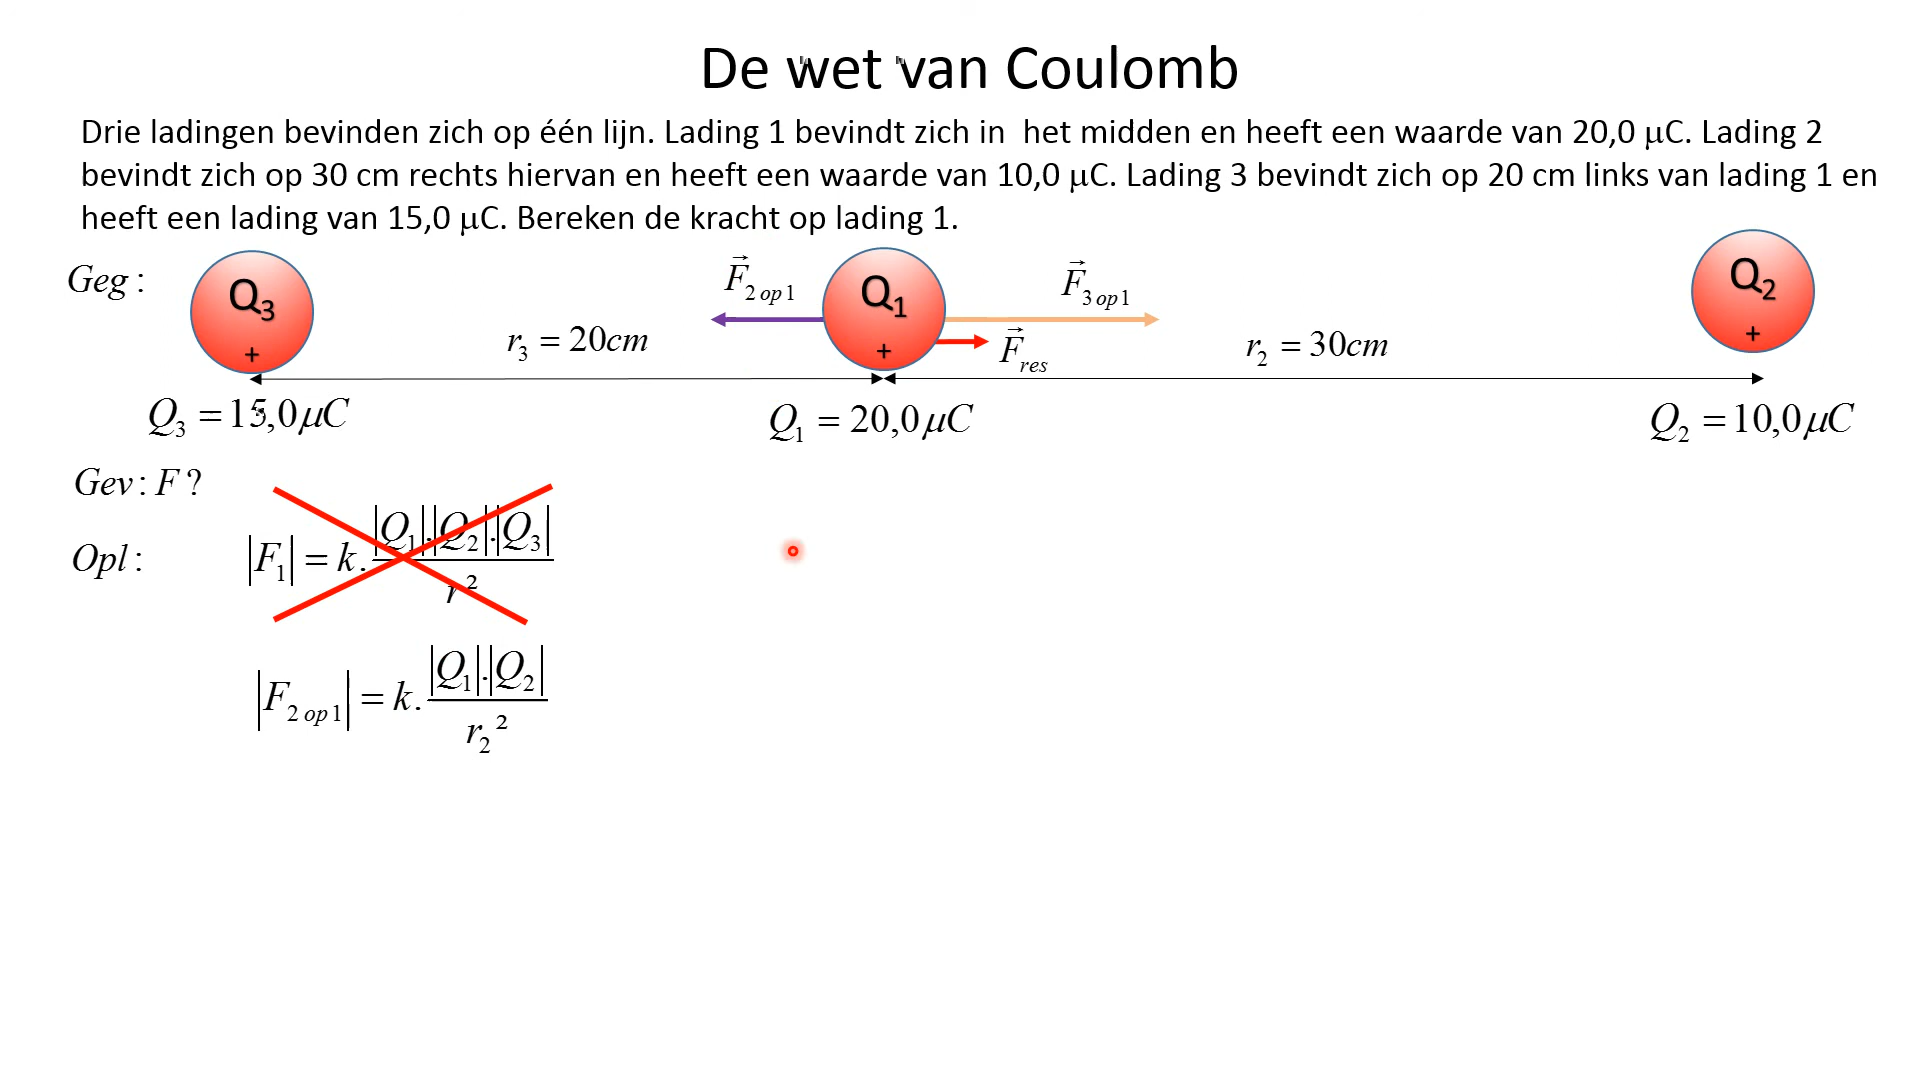 De wet van Coulomb
Drie ladingen bevinden zich op één lijn. Lading 1 bevindt zich in het midden en heeft een waarde van 20,0 μC. Lading 2
bevindt zich op 30 cm rechts hiervan en heeft een waarde van 10,0 μC. Lading 3 bevindt zich op 20 cm links van lading 1 en
heeft een lading van 15,0 μC. Bereken de kracht op lading 1.
Geg :
Q₃
+
F⃗₂ ₒₚ ₁
Q₁
+
F⃗₃ ₒₚ ₁
F⃗res
Q₂
+
r₃ = 20cm
r₂ = 30cm
Q₃ = 15,0μC
Q₁ = 20,0μC
Q₂ = 10,0μC
Gev : F ?
Opl :
|F₁| = k. |Q₁|.|Q₂|.|Q₃| / r²
|F₂ ₒₚ ₁| = k. |Q₁|.|Q₂| / r₂²